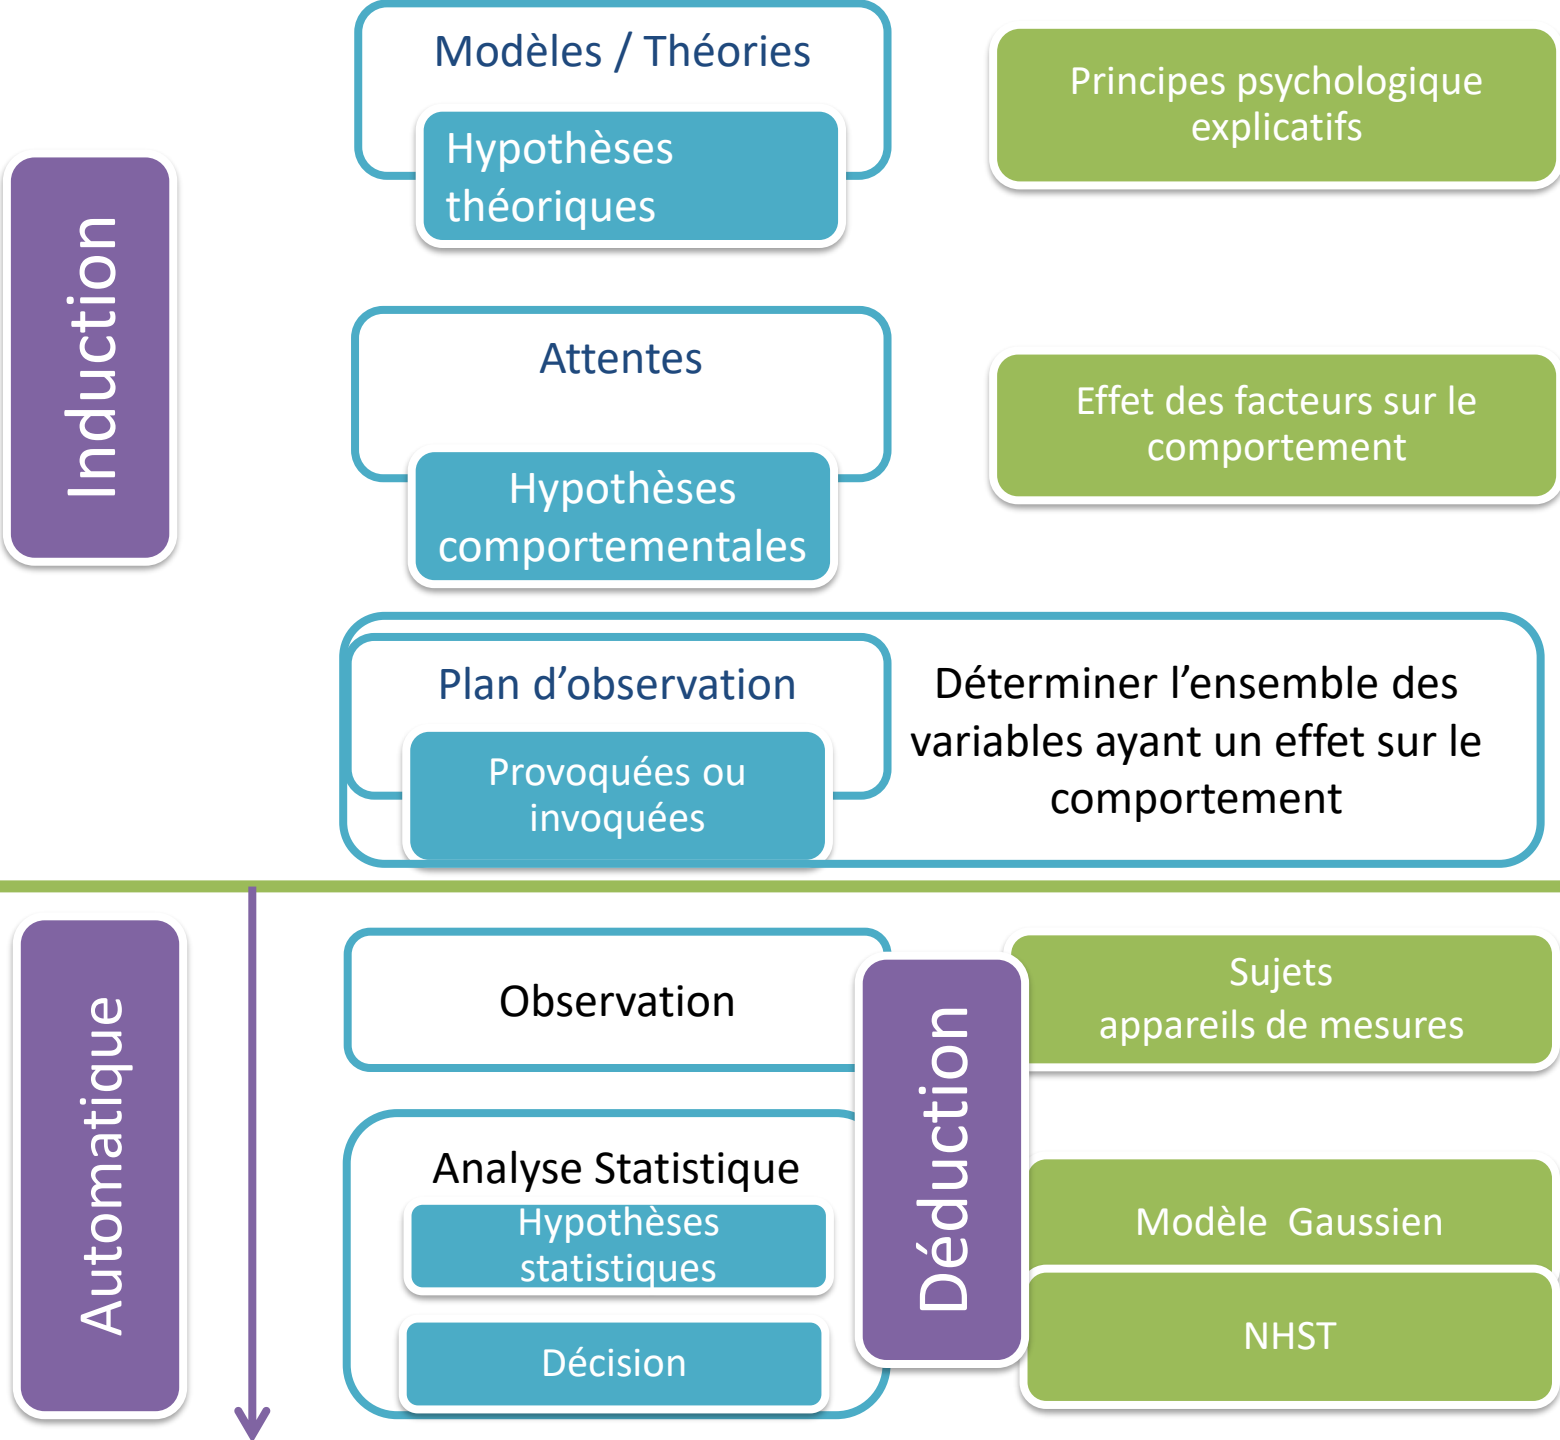 Modèles / Théories
Hypothèses
théoriques
Principes psychologique
explicatifs
Induction
Attentes
Hypothèses
comportementales
Effet des facteurs sur le
comportement
Plan d’observation
Provoquées ou
invoquées
Déterminer l’ensemble des
variables ayant un effet sur le
comportement
Automatique
Observation
Déduction
Sujets
appareils de mesures
Analyse Statistique
Hypothèses
statistiques
Décision
Modèle  Gaussien
NHST